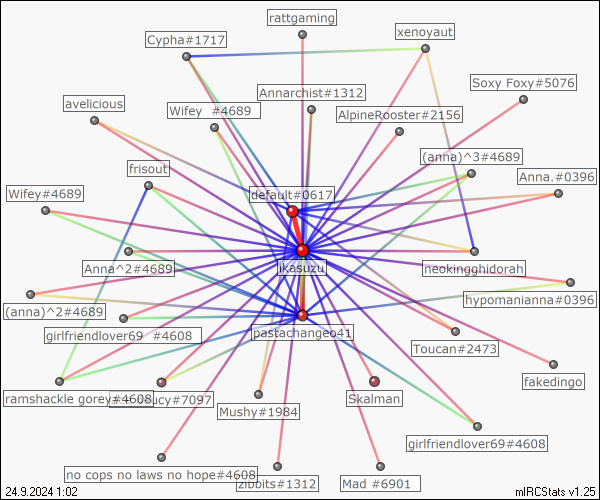 rattgaming
xenoyaut
Cypha#1717
Soxy Foxy#5076
Annarchist#1312
avelicious
Wifey #4689
AlpineRooster#2156
(anna)^3#4689
frisout
Anna.#0396
default#0617
Wifey#4689
Anna^2#4689
ikasuzu
neokingghidorah
hypomanianna#0396
(anna)^2#4689
girlfriendlover69 #4608
pastachangeo41
Toucan#2473
fakedingo
ramshackle gorey#4608
#7097
Mushy#1984
Skalman
girlfriendlover69#4608
no cops no laws no hope#4608
zibbits#1312
Mad #6901
24.9.2024 1:02
mIRCStats v1.25